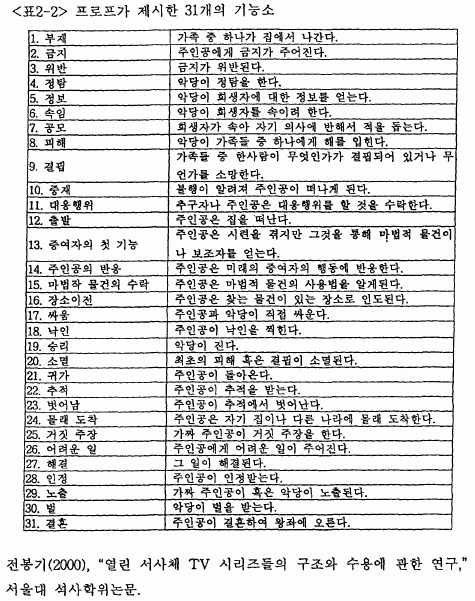 <표2-2> 프로프가 제시한 31개의 기능소
1. 부재 가족 중 하나가 집에서 나간다.
2. 금지 주인공에게 금지가 주어진다.
3. 위반 금지가 위반된다.
4. 정탐 악당이 정탐을 한다.
5. 정보 악당이 희생자에 대한 정보를 얻는다.
6. 속임 악당이 희생자를 속이려 한다.
7. 공모 희생자가 속아 자기 의사에 반해서 적을 돕는다.
8. 피해 악당이 가족들 중 하나에게 해를 입힌다.
9. 결핍 가족들 중 한사람이 무엇인가가 결핍되어 있거나 무
언가를 소망한다.
10. 중재 불행이 알려져 주인공이 떠나게 된다.
11. 대응행위 추구자나 주인공은 대응행위를 할 것을 수락한다.
12. 출발 주인공은 집을 떠난다.
13. 증여자의 첫 기능 주인공은 시련을 겪지만 그것을 통해 마법적 물건이
나 보조자를 얻는다.
14. 주인공의 반응 주인공은 미래의 증여자의 행동에 반응한다.
15. 마법작 물건의 수락 주인공은 마법적 물건의 사용법을 알게된다.
16. 장소이전 주인공은 찾는 물건이 있는 장소로 인도된다.
17. 싸움 주인공과 악당이 직접 싸운다.
18. 낙인 주인공이 낙인을 찍힌다.
19. 승리 악당이 진다.
20. 소멸 최초의 피해 혹은 결핍이 소멸된다.
21. 귀가 주인공이 돌아온다.
22. 추적 주인공이 추적을 받는다.
23. 벗어남 주인공이 추적에서 벗어난다.
24. 몰래 도착 주인공은 자기 집이나 다른 나라에 몰래 도착한다.
25. 거짓 주장 가짜 주인공이 거짓 주장을 한다.
26. 어려운 일 주인공에게 어려운 일이 주어진다.
27. 해결 그 일이 해결된다.
28. 인정 주인공이 인정받는다.
29. 노출 가짜 주인공이 혹은 악당이 노출된다.
30. 벌 악당이 벌을 받는다.
31. 결혼 주인공이 결혼하여 왕좌에 오른다.
전봉기(2000), “열린 서사체 TV 시리즈들의 구조와 수용에 관한 연구,”
서울대 석사학위논문.